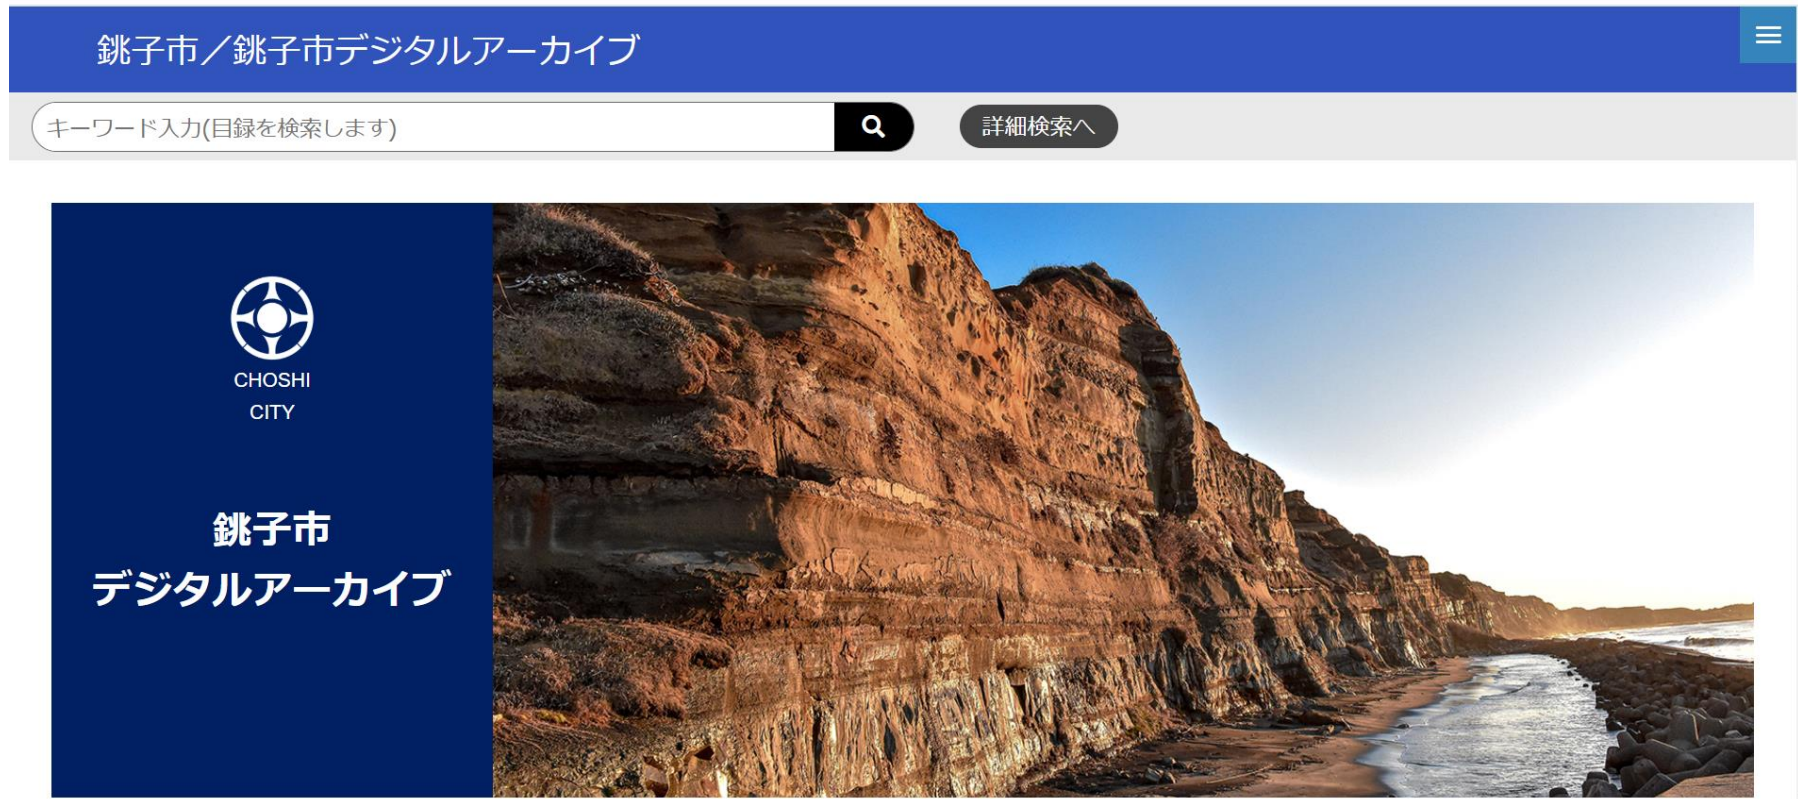 銚子市／銚子市デジタルアーカイブ
キーワード入力(目録を検索します)
詳細検索へ
CHOSHI
CITY
銚子市
デジタルアーカイブ